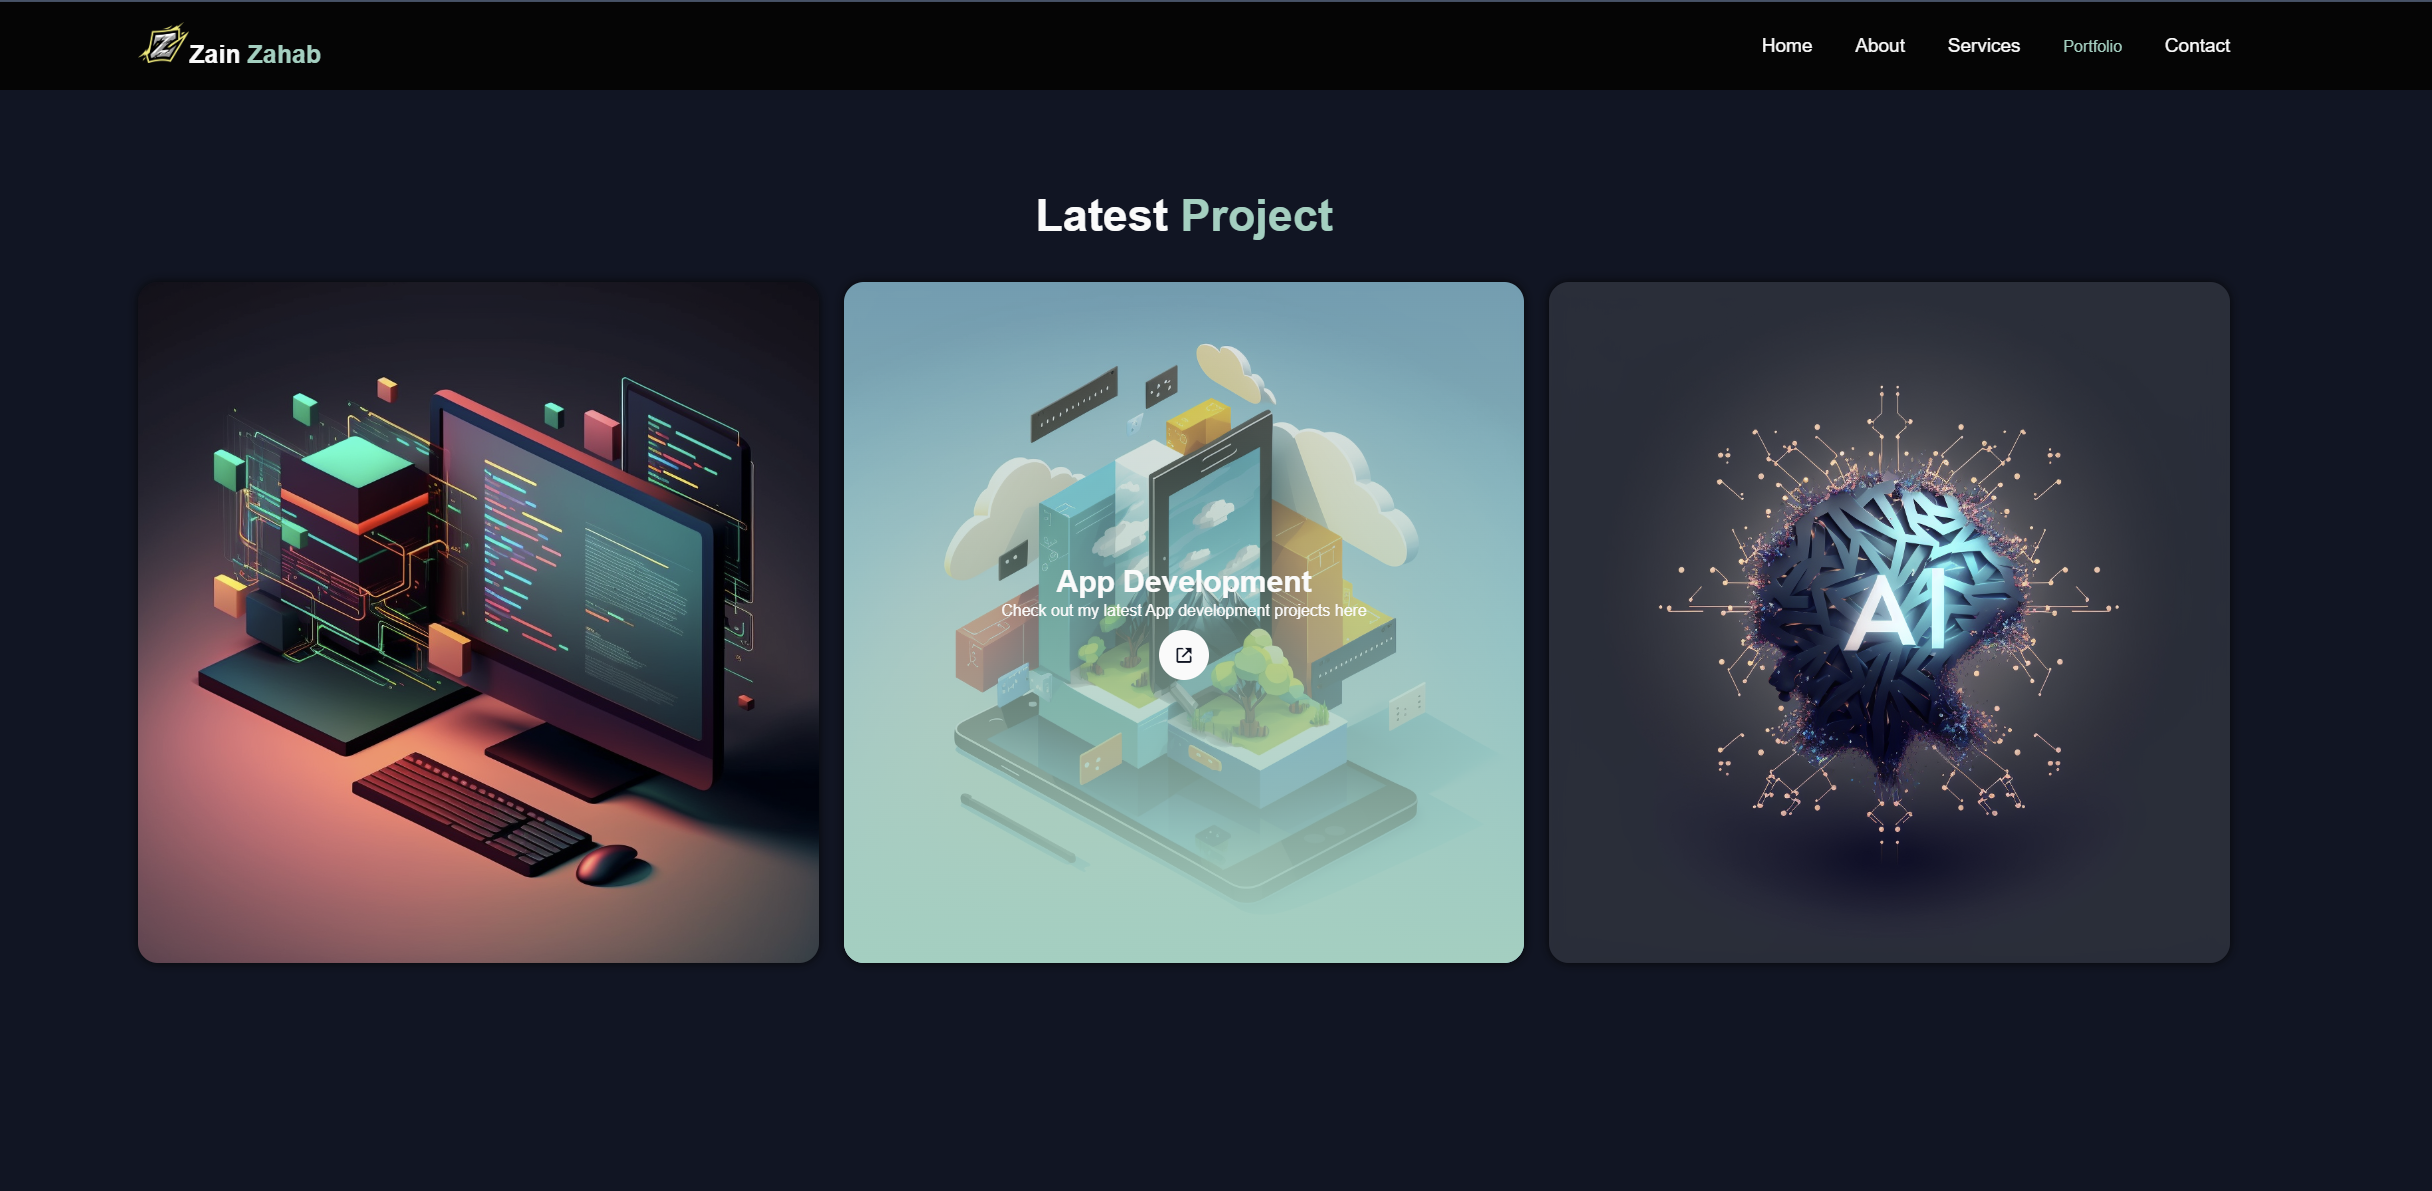 Zain Zahab
Home
About
Services
Portfolio
Contact
Latest Project
App Development
Check out my latest App development projects here
AI